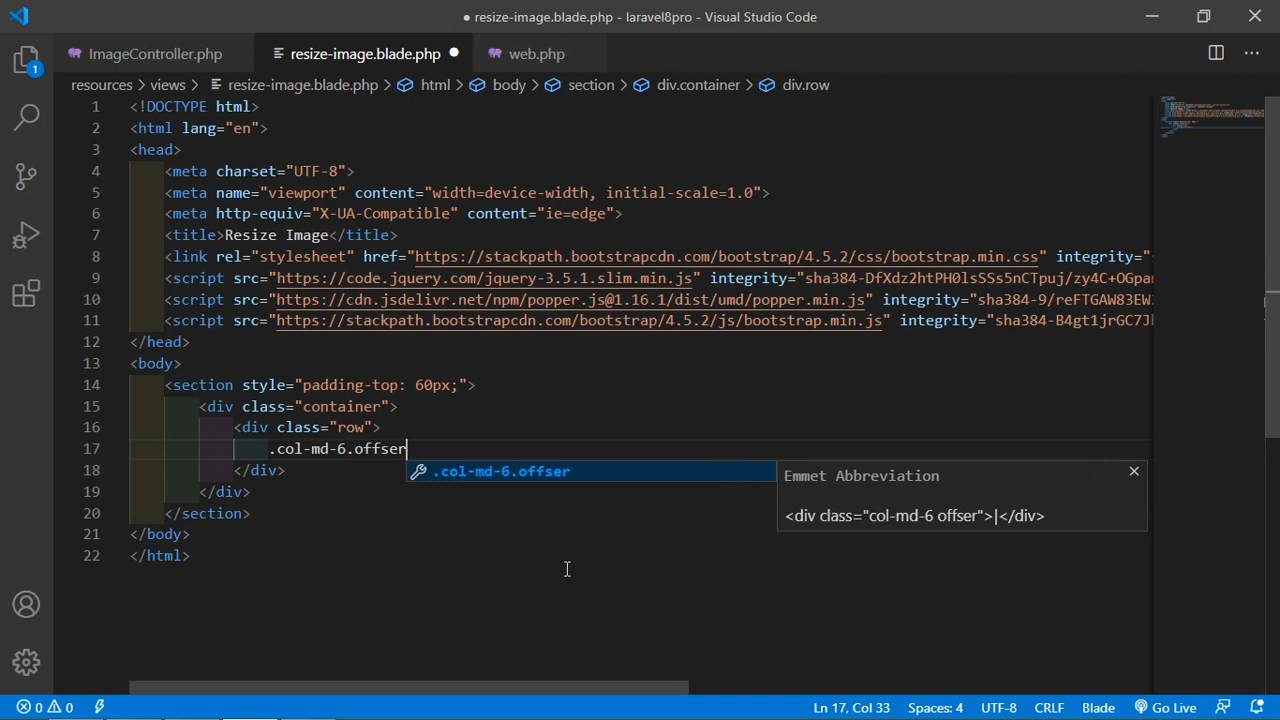 ● resize-image.blade.php - laravel8pro - Visual Studio Code
ImageController.php resize-image.blade.php ● web.php
1
resources > views > resize-image.blade.php > html > body > section > div.container > div.row
1 <!DOCTYPE html>
2 <html lang="en">
3 <head>
4 <meta charset="UTF-8">
5 <meta name="viewport" content="width=device-width, initial-scale=1.0">
6 <meta http-equiv="X-UA-Compatible" content="ie=edge">
7 <title>Resize Image</title>
8 <link rel="stylesheet" href="https://stackpath.bootstrapcdn.com/bootstrap/4.5.2/css/bootstrap.min.css" integrity="
9 <script src="https://code.jquery.com/jquery-3.5.1.slim.min.js" integrity="sha384-DfXdz2htPH0lsSSs5nCTpuj/zy4C+OGpan
10 <script src="https://cdn.jsdelivr.net/npm/popper.js@1.16.1/dist/umd/popper.min.js" integrity="sha384-9/reFTGAW83EW
11 <script src="https://stackpath.bootstrapcdn.com/bootstrap/4.5.2/js/bootstrap.min.js" integrity="sha384-B4gt1jrGC7J
12 </head>
13 <body>
14 <section style="padding-top: 60px;">
15 <div class="container">
16 <div class="row">
17 .col-md-6.offser
18 </div>
19 </div>
20 </section>
21 </body>
22 </html>
.col-md-6.offser
Emmet Abbreviation
<div class="col-md-6 offser">|</div>
0 0 Ln 17, Col 33 Spaces: 4 UTF-8 CRLF Blade Go Live